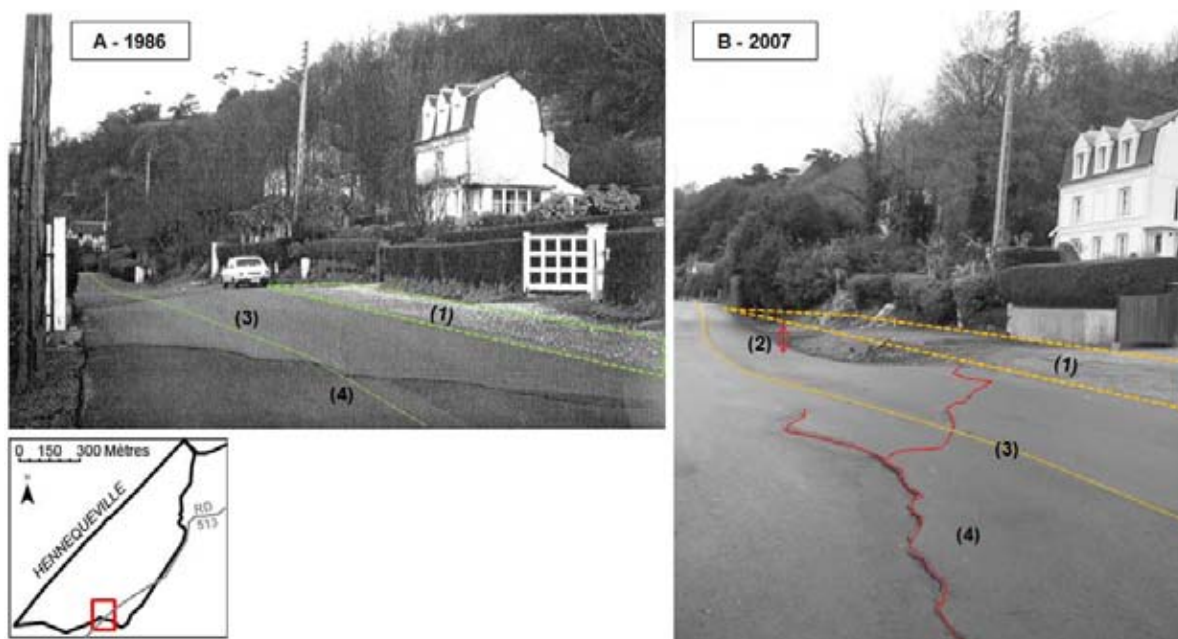 A - 1986
B - 2007
(1)
(3)
(4)
(2)
(1)
(3)
(4)
0 150 300 Mètres
N
HENNEQUEVILLE
RD
513